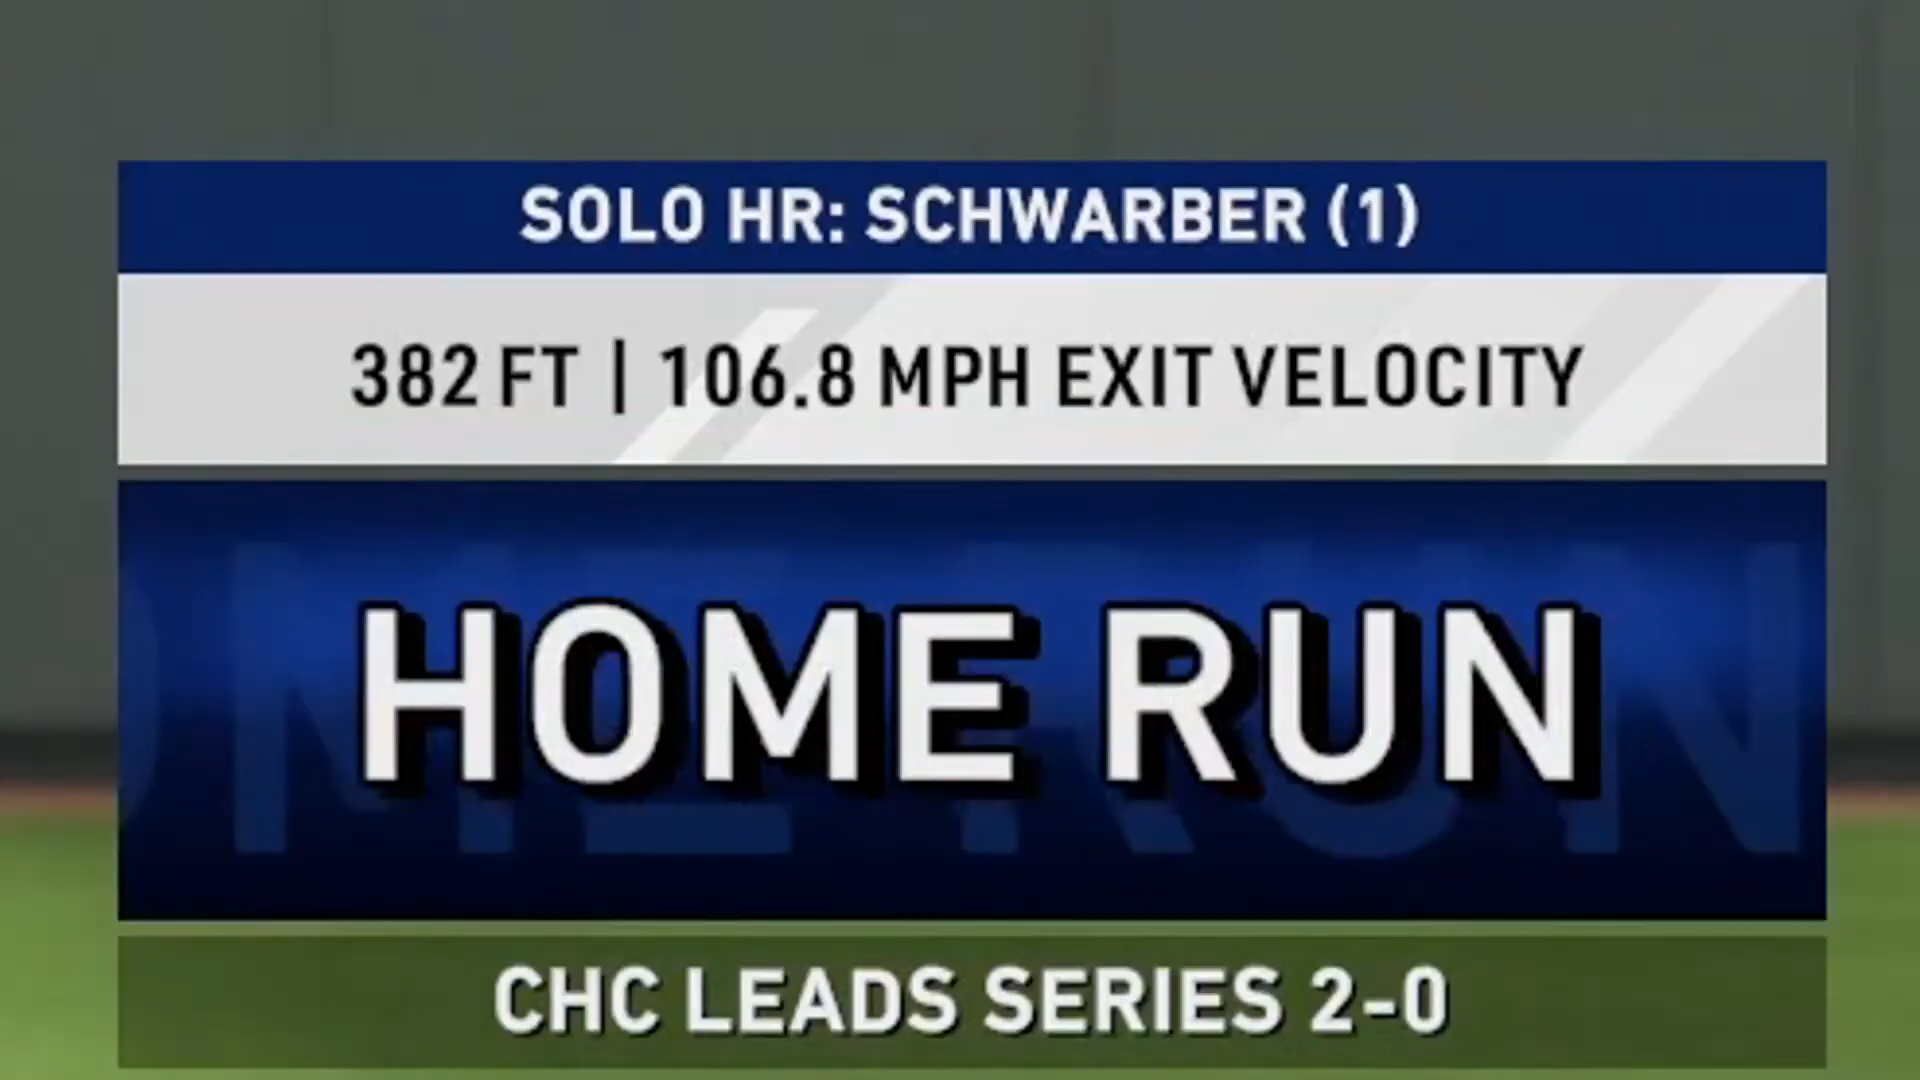 SOLO HR: SCHWARBER (1)
382 FT | 106.8 MPH EXIT VELOCITY
HOME RUN
CHC LEADS SERIES 2-0